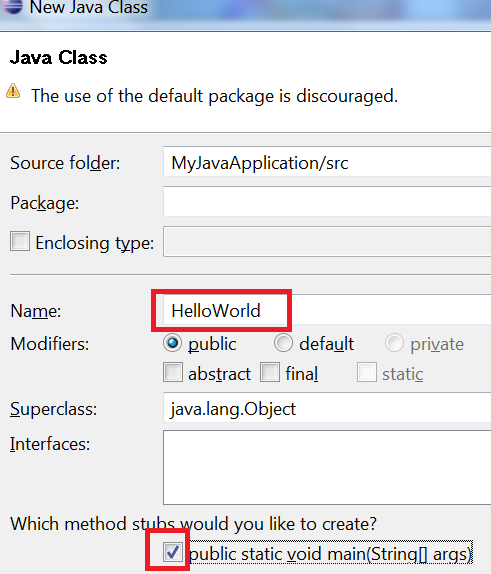 New Java Class
Java Class
The use of the default package is discouraged.
Source folder: MyJavaApplication/src
Package:
Enclosing type:
Name: HelloWorld
Modifiers: public default private
abstract final static
Superclass: java.lang.Object
Interfaces:
Which method stubs would you like to create?
public static void main(String[] args)